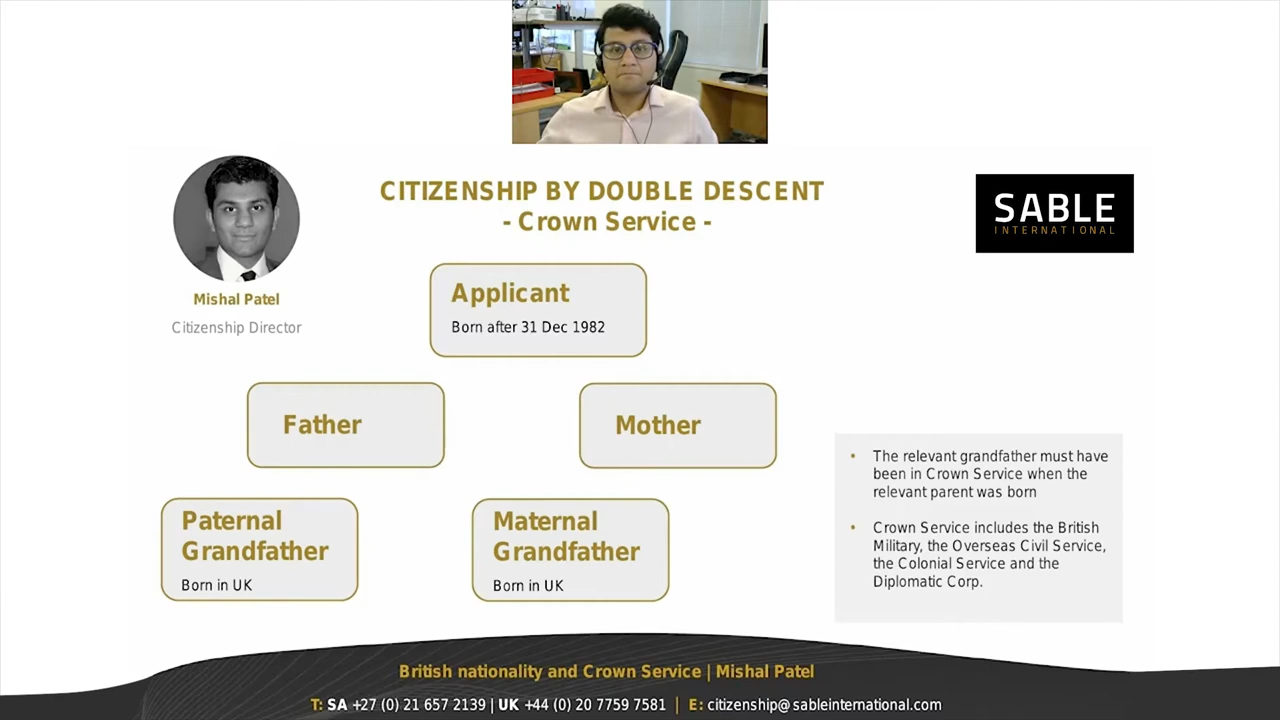 CITIZENSHIP BY DOUBLE DESCENT
- Crown Service -
SABLE
INTERNATIONAL
Mishal Patel
Citizenship Director
Applicant
Born after 31 Dec 1982
Father
Mother
Paternal
Grandfather
Born in UK
Maternal
Grandfather
Born in UK
• The relevant grandfather must have
been in Crown Service when the
relevant parent was born
• Crown Service includes the British
Military, the Overseas Civil Service,
the Colonial Service and the
Diplomatic Corp.
British nationality and Crown Service | Mishal Patel
T: SA +27 (0) 21 657 2139 | UK +44 (0) 20 7759 7581 | E: citizenship@sableinternational.com